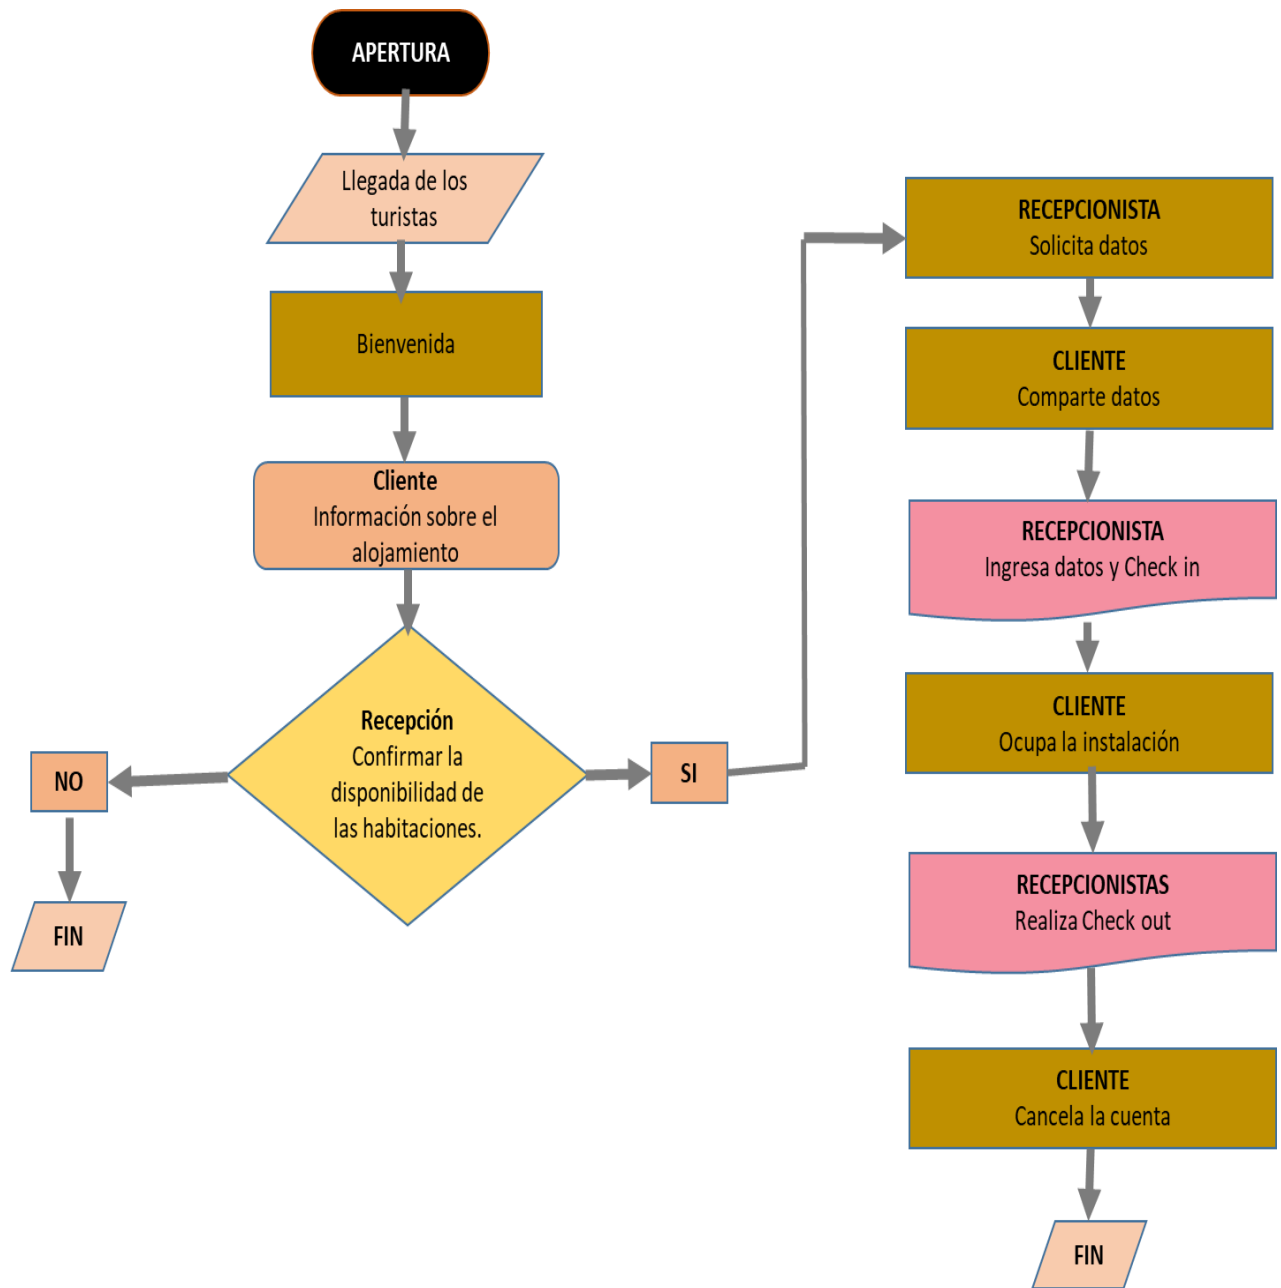 APERTURA
Llegada de los
turistas
Bienvenida
Cliente
Información sobre el
alojamiento
Recepción
Confirmar la
disponibilidad de
las habitaciones.
NO
FIN
SI
RECEPCIONISTA
Solicita datos
CLIENTE
Comparte datos
RECEPCIONISTA
Ingresa datos y Check in
CLIENTE
Ocupa la instalación
RECEPCIONISTAS
Realiza Check out
CLIENTE
Cancela la cuenta
FIN